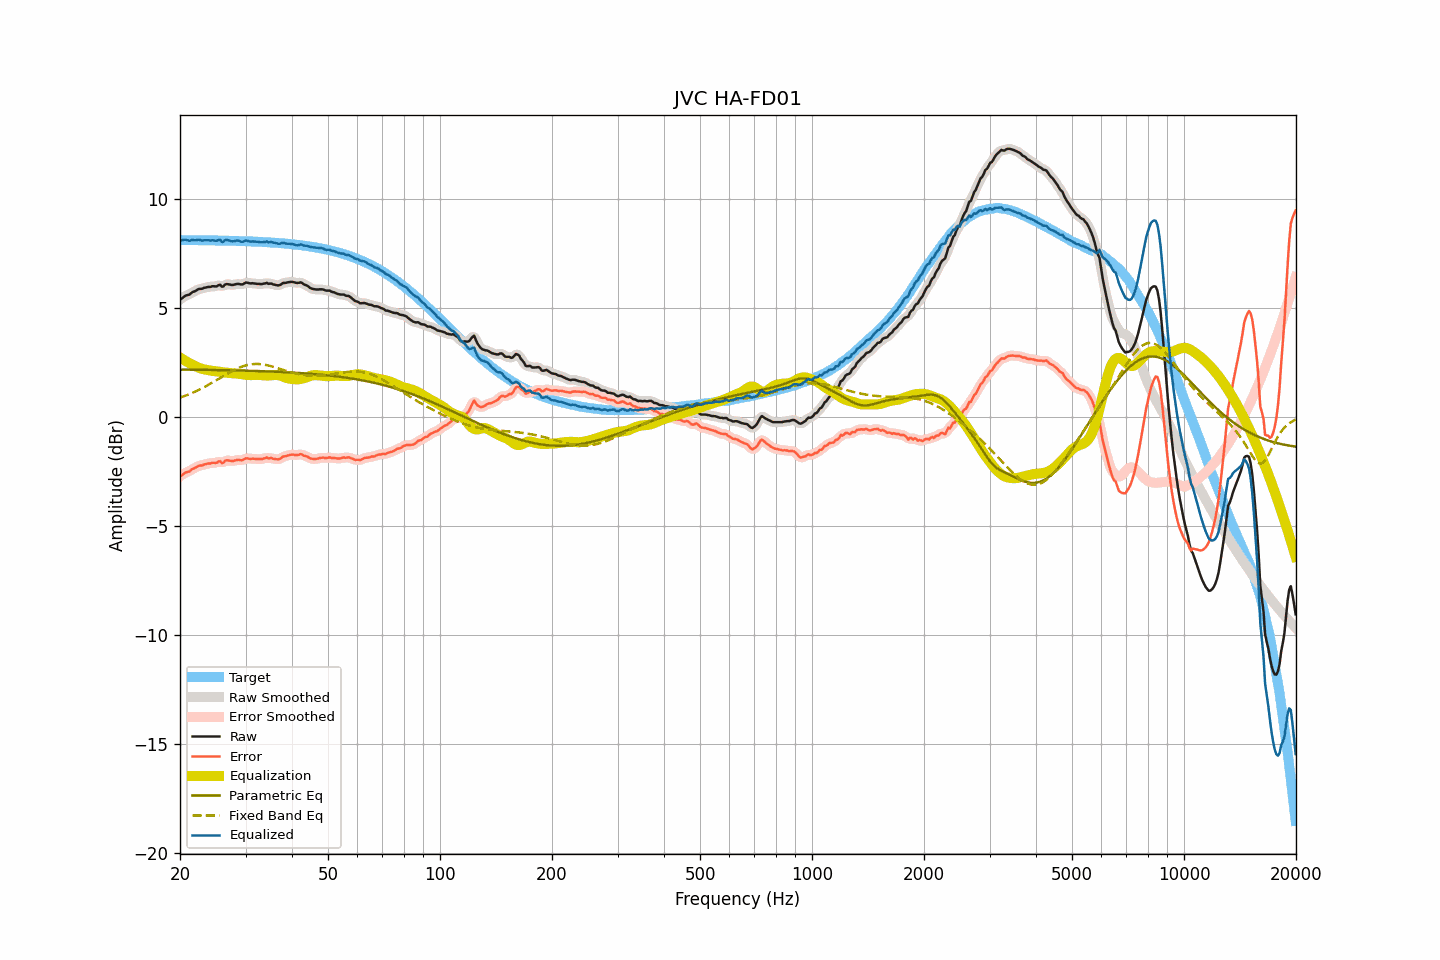 JVC HA-FD01
Amplitude (dBr)
10
5
0
−5
−10
−15
−20
Target
Raw Smoothed
Error Smoothed
Raw
Error
Equalization
Parametric Eq
Fixed Band Eq
Equalized
20 50 100 200 500 1000 2000 5000 10000 20000
Frequency (Hz)